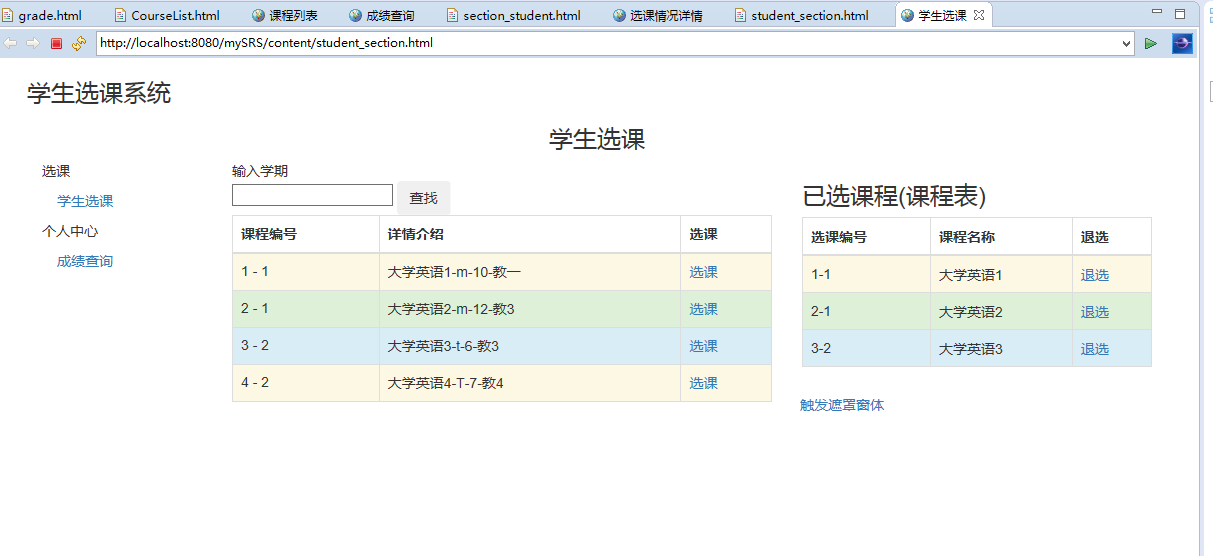 grade.html CourseList.html 课程列表 成绩查询 section_student.html 选课情况详情 student_section.html 学生选课
http://localhost:8080/mySRS/content/student_section.html
学生选课系统
学生选课
选课
学生选课
个人中心
成绩查询
输入学期
查找
课程编号 详情介绍 选课
1 - 1 大学英语1-m-10-教一 选课
2 - 1 大学英语2-m-12-教3 选课
3 - 2 大学英语3-t-6-教3 选课
4 - 2 大学英语4-T-7-教4 选课
已选课程(课程表)
选课编号 课程名称 退选
1-1 大学英语1 退选
2-1 大学英语2 退选
3-2 大学英语3 退选
触发遮罩窗体